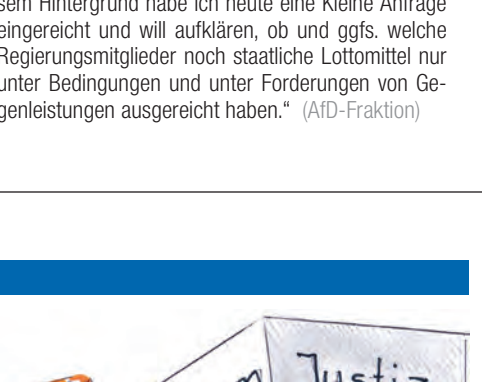 sem Hintergrund habe ich heute eine Kleine Anfrage
eingereicht und will aufklären, ob und ggfs. welche
Regierungsmitglieder noch staatliche Lottomittel nur
unter Bedingungen und unter Forderungen von Ge-
genleistungen ausgereicht haben.“ (AfD-Fraktion)
Justiz